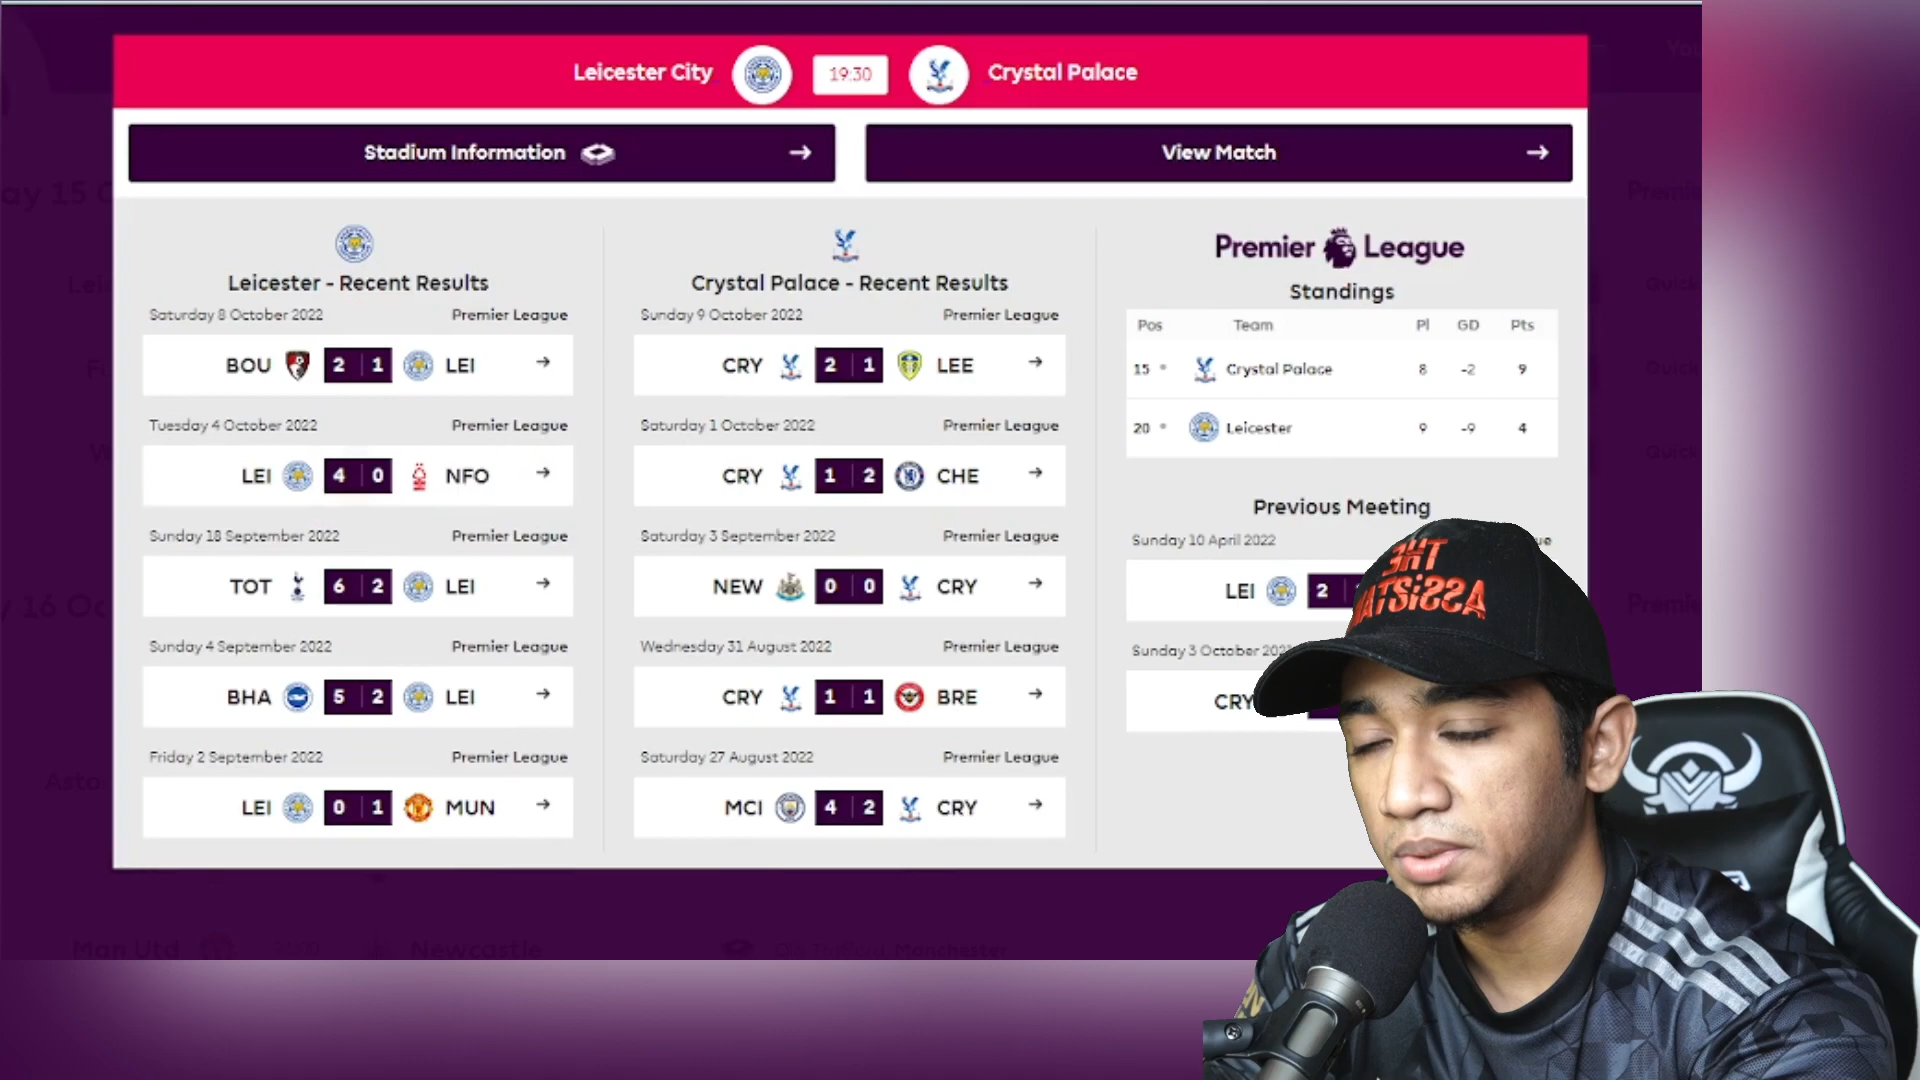 Leicester City 19:30 Crystal Palace
Stadium Information
View Match
Leicester - Recent Results
Saturday 8 October 2022 Premier League
BOU 2 1 LEI
Tuesday 4 October 2022 Premier League
LEI 4 0 NFO
Sunday 18 September 2022 Premier League
TOT 6 2 LEI
Sunday 4 September 2022 Premier League
BHA 5 2 LEI
Friday 2 September 2022 Premier League
LEI 0 1 MUN
Crystal Palace - Recent Results
Sunday 9 October 2022 Premier League
CRY 2 1 LEE
Saturday 1 October 2022 Premier League
CRY 1 2 CHE
Saturday 3 September 2022 Premier League
NEW 0 0 CRY
Wednesday 31 August 2022 Premier League
CRY 1 1 BRE
Saturday 27 August 2022 Premier League
MCI 4 2 CRY
Premier League
Standings
Pos Team Pl GD Pts
15 Crystal Palace 8 -2 9
20 Leicester 9 -9 4
Previous Meeting
Sunday 10 April 2022
LEI 2
Sunday 3 October
CRY
THE
Man Utd Newcastle